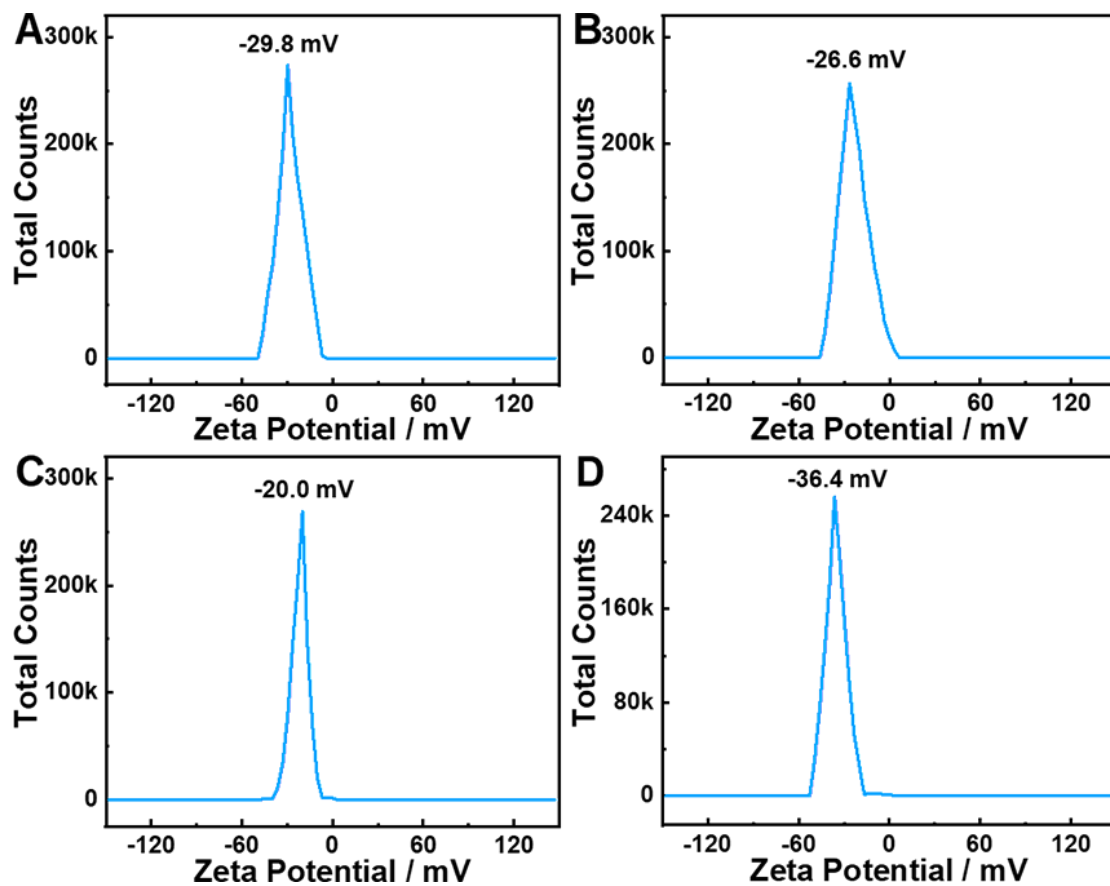 A
-29.8 mV
300k
200k
100k
0
Total Counts
-120 -60 0 60 120
Zeta Potential / mV
B
-26.6 mV
300k
200k
100k
0
Total Counts
-120 -60 0 60 120
Zeta Potential / mV
C
-20.0 mV
300k
200k
100k
0
Total Counts
-120 -60 0 60 120
Zeta Potential / mV
D
-36.4 mV
240k
160k
80k
0
Total Counts
-120 -60 0 60 120
Zeta Potential / mV